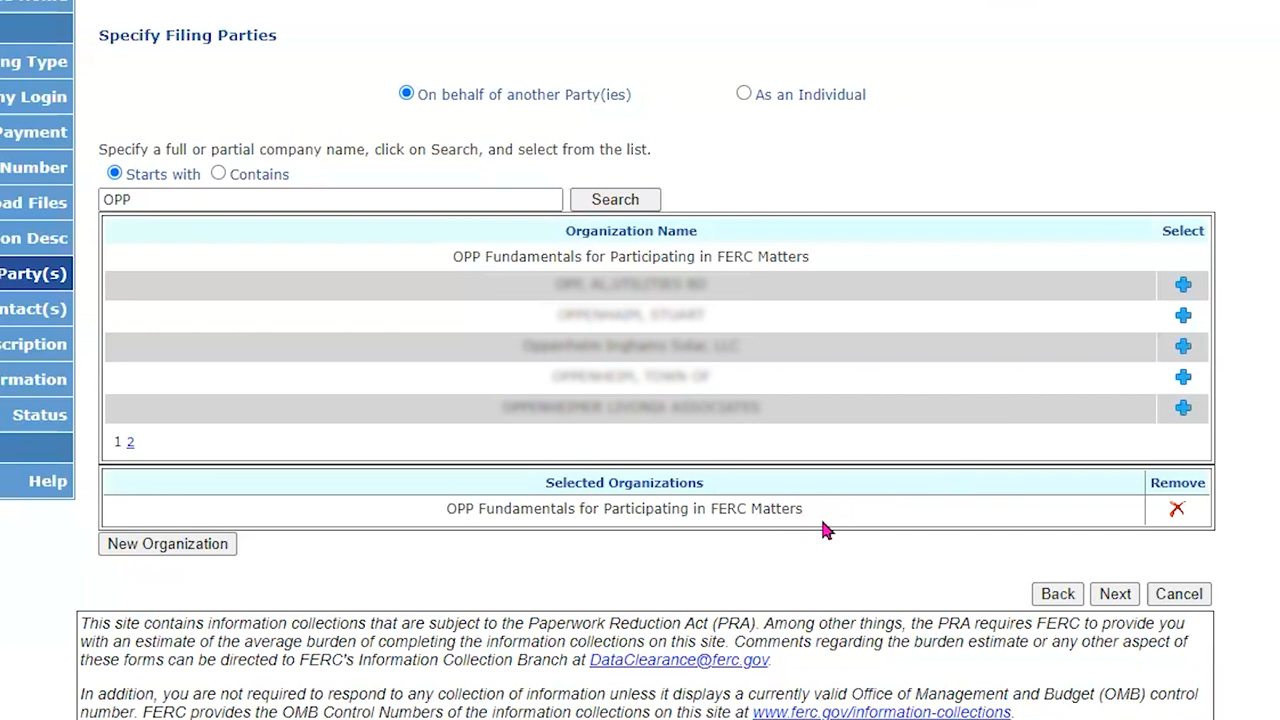 Specify Filing Parties
ng Type
ny Login
Payment
Number
ad Files
on Desc
Party(s)
ntact(s)
scription
rmation
Status
Help
On behalf of another Party(ies)
As an Individual
Specify a full or partial company name, click on Search, and select from the list.
Starts with
Contains
OPP
Search
Organization Name
Select
OPP Fundamentals for Participating in FERC Matters
1 2
Selected Organizations
Remove
OPP Fundamentals for Participating in FERC Matters
New Organization
Back
Next
Cancel
This site contains information collections that are subject to the Paperwork Reduction Act (PRA). Among other things, the PRA requires FERC to provide you
with an estimate of the average burden of completing the information collections on this site. Comments regarding the burden estimate or any other aspect of
these forms can be directed to FERC's Information Collection Branch at DataClearance@ferc.gov.
In addition, you are not required to respond to any collection of information unless it displays a currently valid Office of Management and Budget (OMB) control
number. FERC provides the OMB Control Numbers of the information collections on this site at www.ferc.gov/information-collections.